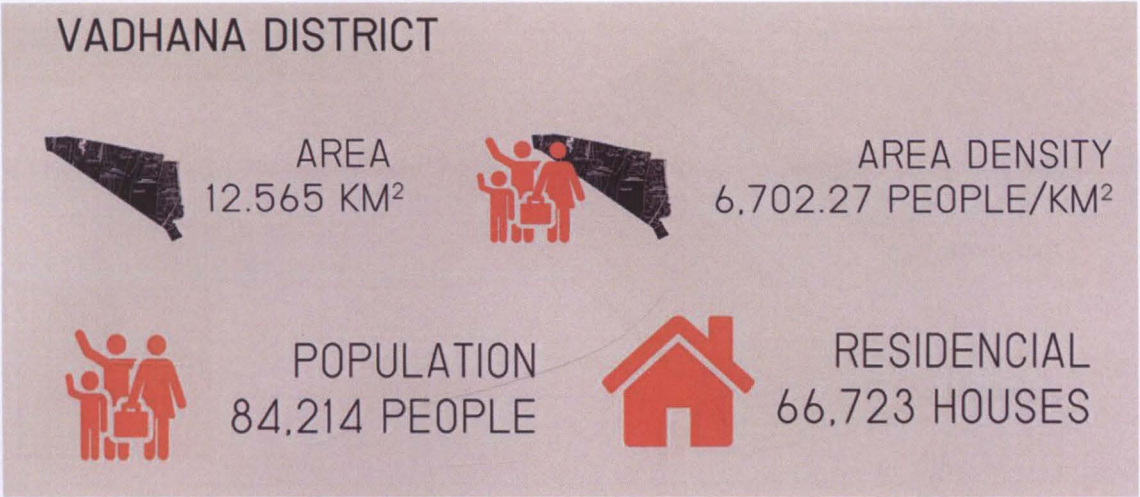 VADHANA DISTRICT
AREA
12.565 KM²
AREA DENSITY
6,702.27 PEOPLE/KM²
POPULATION
84,214 PEOPLE
RESIDENCIAL
66,723 HOUSES